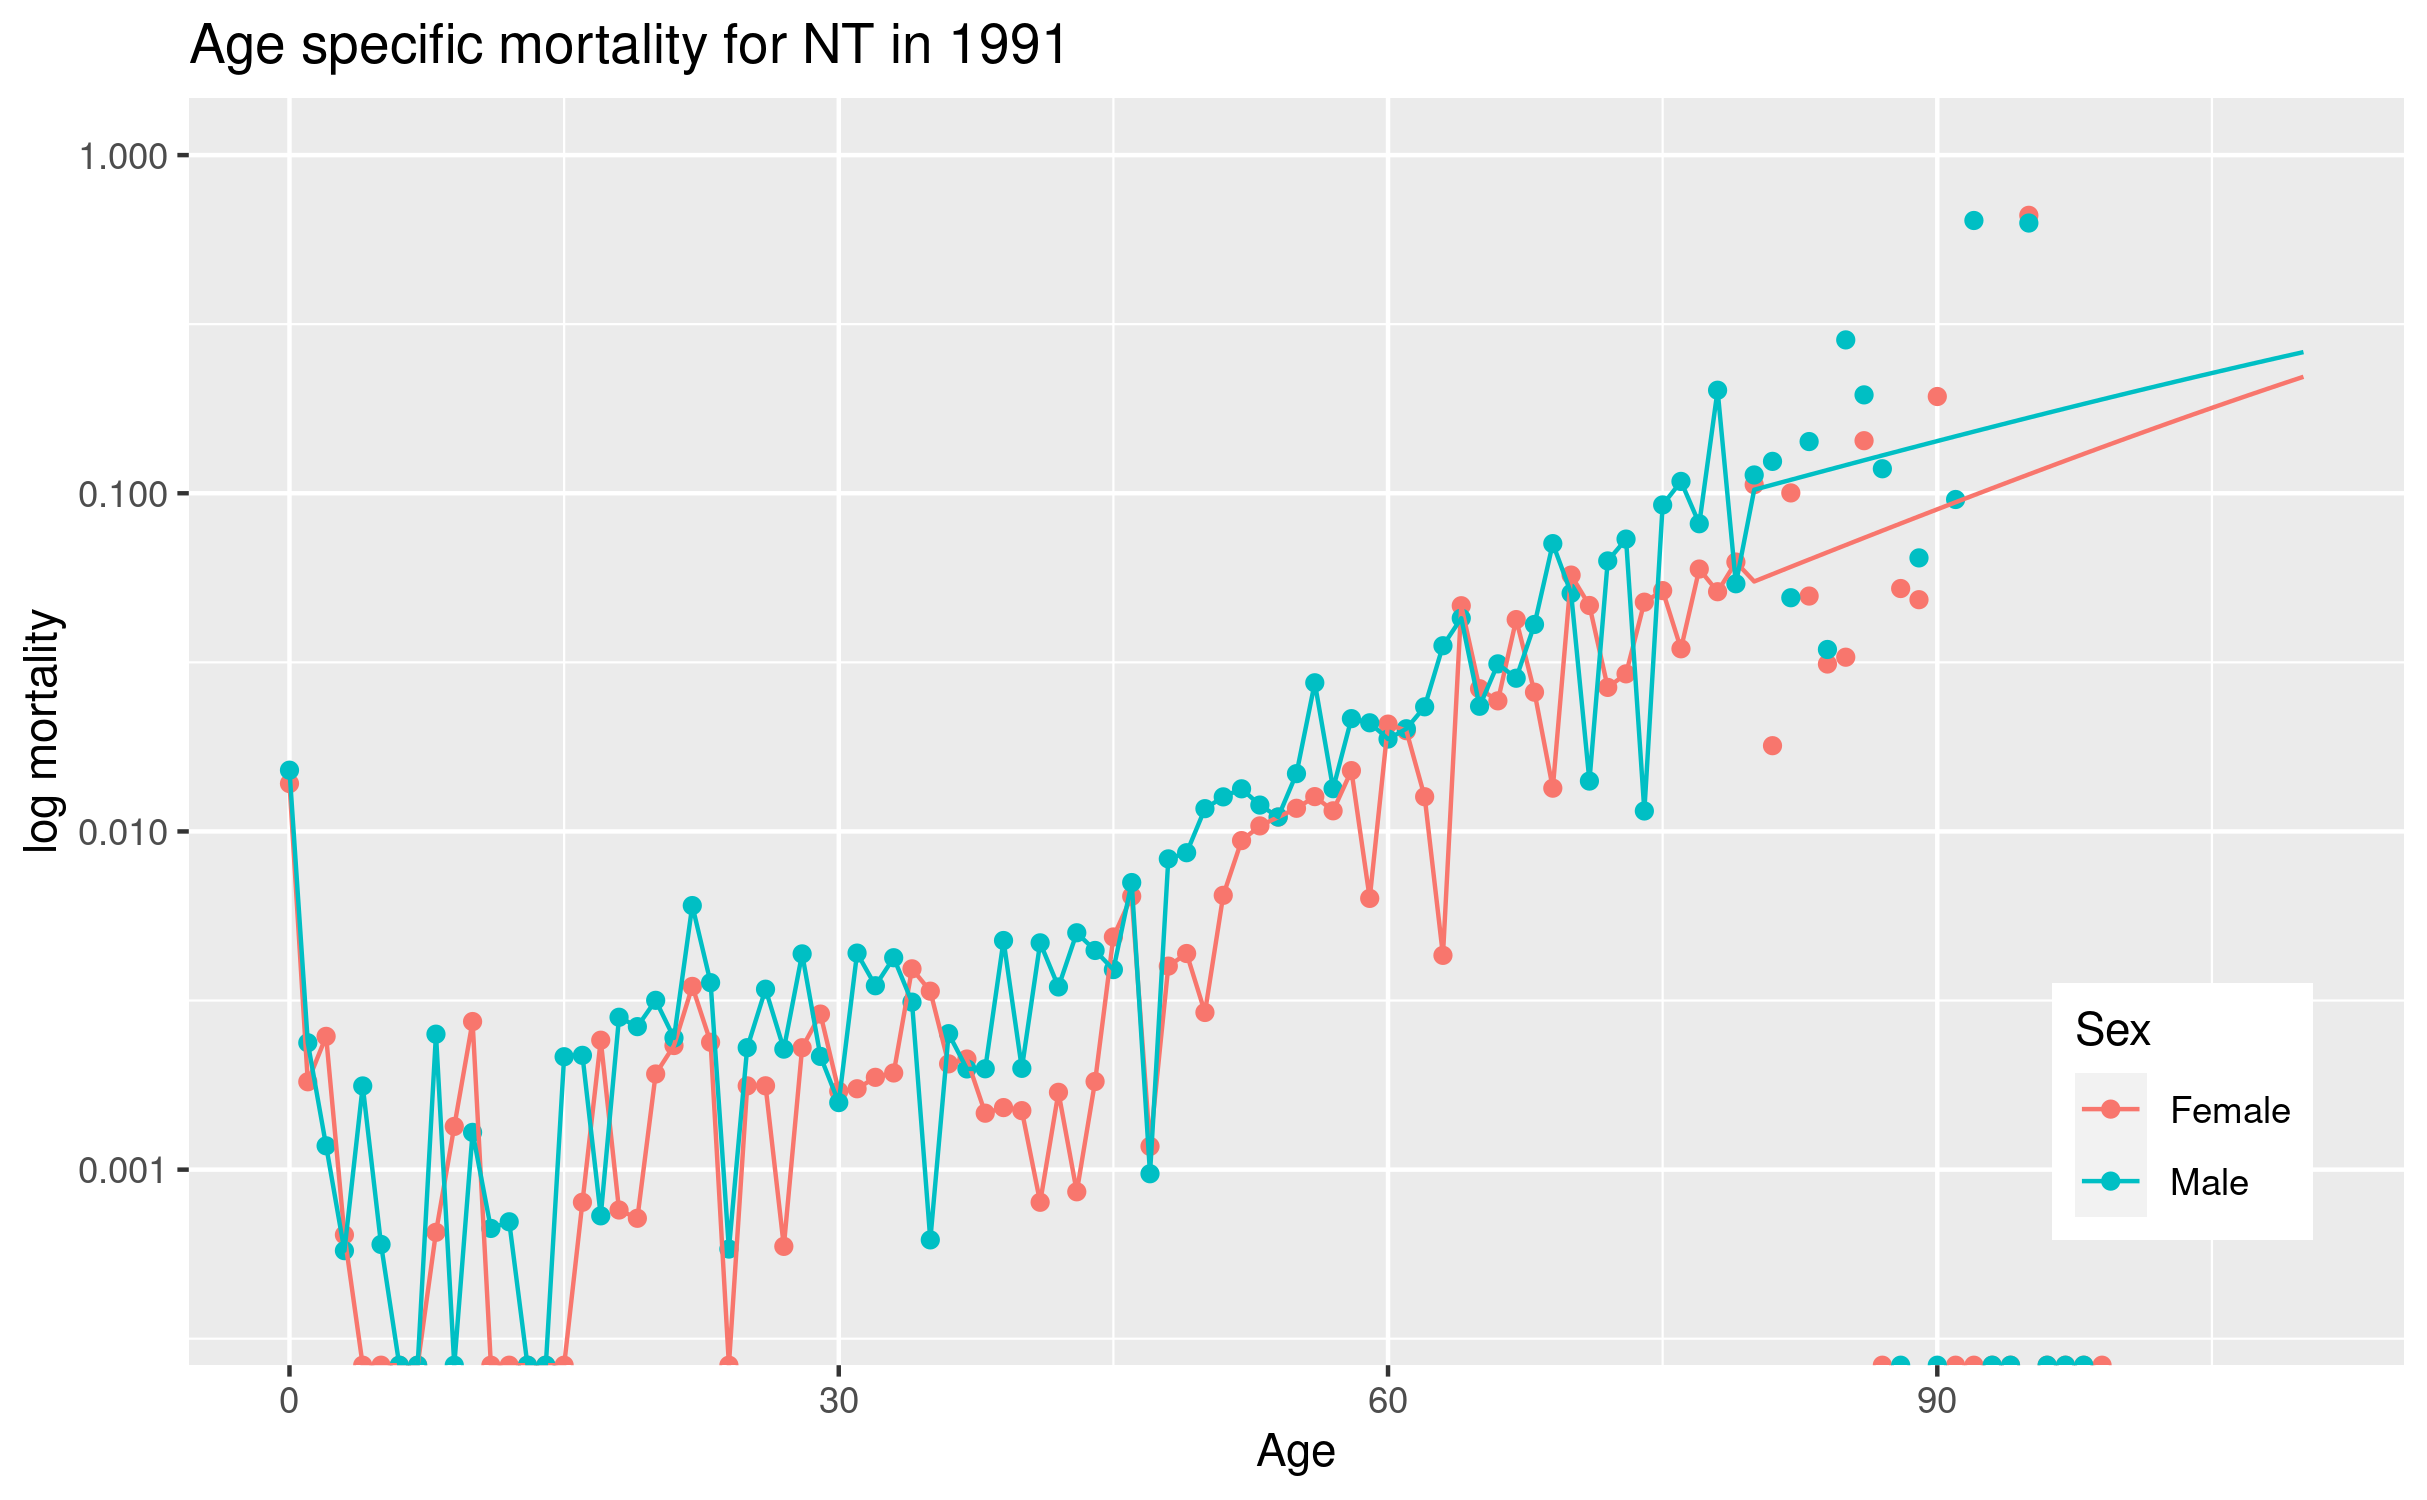 Age specific mortality for NT in 1991
log mortality
1.000
0.100
0.010
0.001
0
30
60
90
Age
Sex
Female
Male